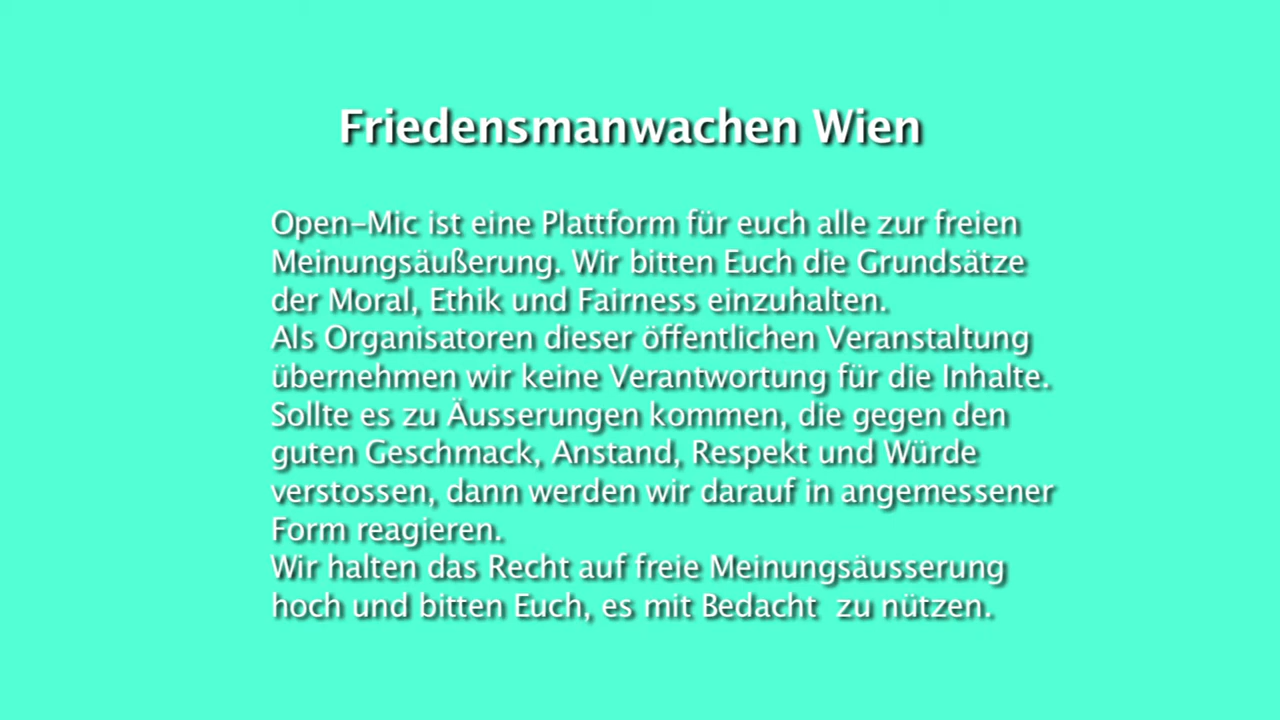 Friedensmanwachen Wien
Open-Mic ist eine Plattform für euch alle zur freien
Meinungsäußerung. Wir bitten Euch die Grundsätze
der Moral, Ethik und Fairness einzuhalten.
Als Organisatoren dieser öffentlichen Veranstaltung
übernehmen wir keine Verantwortung für die Inhalte.
Sollte es zu Äusserungen kommen, die gegen den
guten Geschmack, Anstand, Respekt und Würde
verstossen, dann werden wir darauf in angemessener
Form reagieren.
Wir halten das Recht auf freie Meinungsäusserung
hoch und bitten Euch, es mit Bedacht  zu nützen.